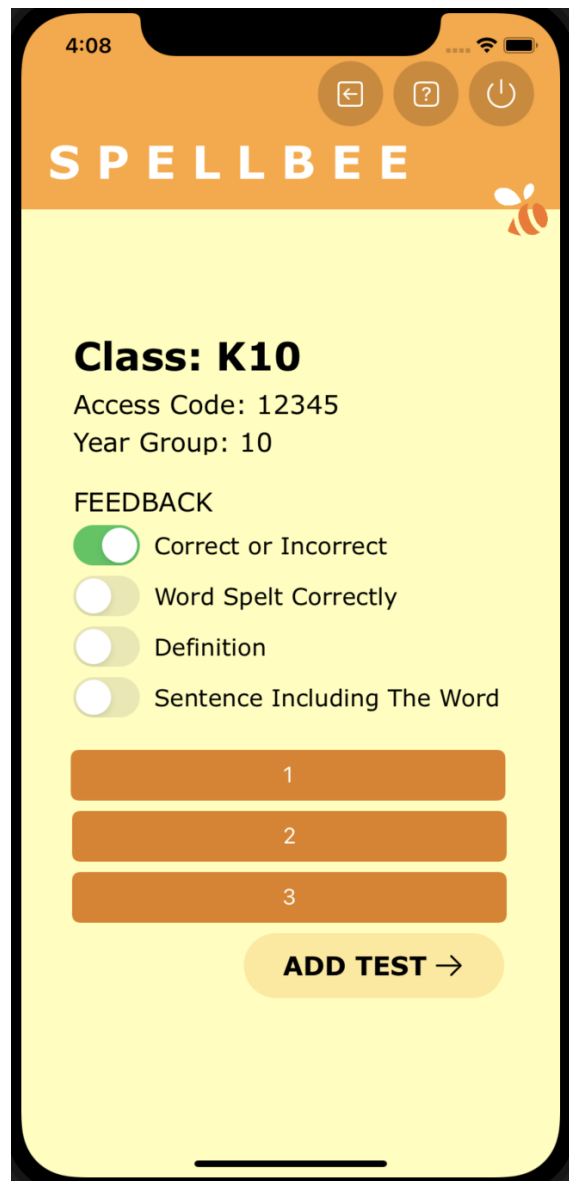 4:08
?
SPELLBEE
Class: K10
Access Code: 12345
Year Group: 10
FEEDBACK
Correct or Incorrect
Word Spelt Correctly
Definition
Sentence Including The Word
1
2
3
ADD TEST →